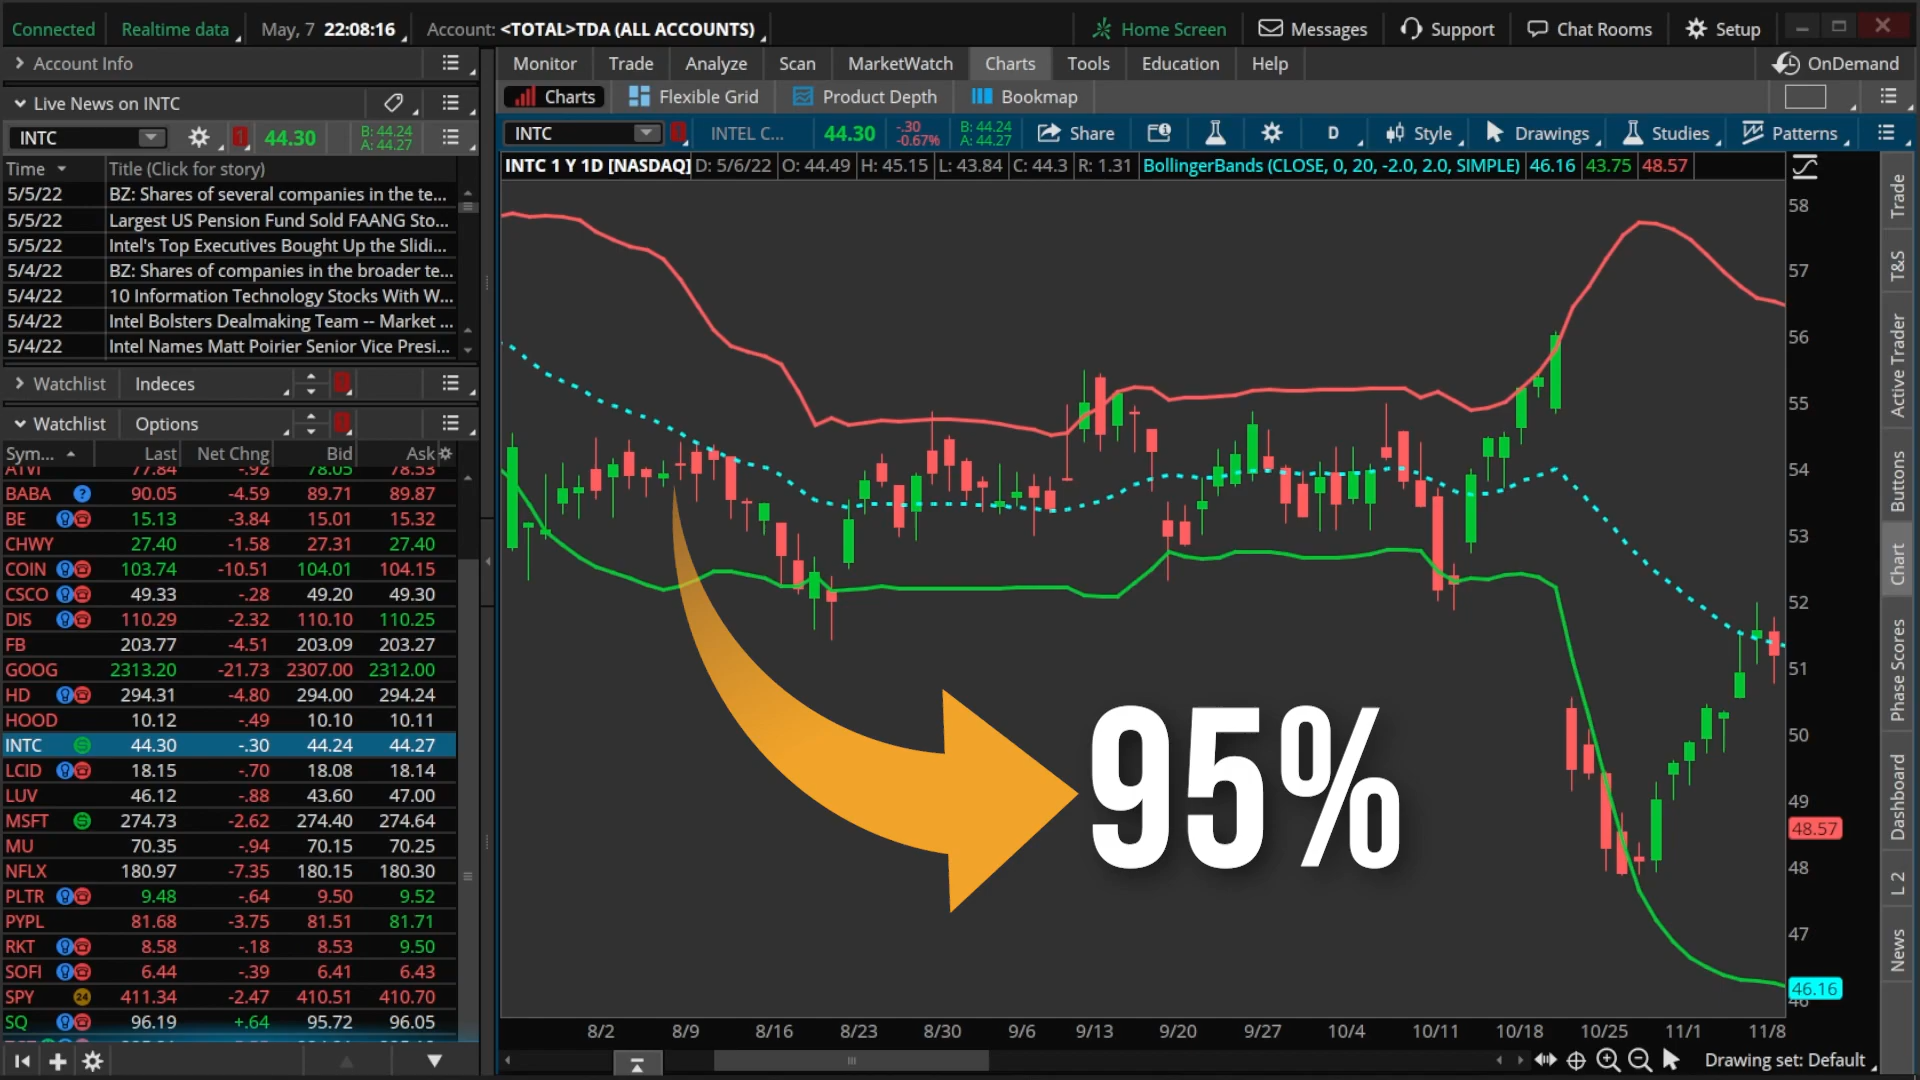 Connected Realtime data May, 7 22:08:16 Account: <TOTAL>TDA (ALL ACCOUNTS) Home Screen Messages Support Chat Rooms Setup
Account Info
Monitor Trade Analyze Scan MarketWatch Charts Tools Education Help OnDemand
Live News on INTC
Charts Flexible Grid Product Depth Bookmap
INTC 1 44.30 B: 44.24 A: 44.27
INTC 1 INTEL C... 44.30 -.30 -0.67% B: 44.24 A: 44.27 Share D Style Drawings Studies Patterns
INTC 1 Y 1D [NASDAQ] D: 5/6/22 O: 44.49 H: 45.15 L: 43.84 C: 44.3 R: 1.31 BollingerBands (CLOSE, 0, 20, -2.0, 2.0, SIMPLE) 46.16 43.75 48.57
Time Title (Click for story)
5/5/22 BZ: Shares of several companies in the te...
5/5/22 Largest US Pension Fund Sold FAANG Sto...
5/5/22 Intel's Top Executives Bought Up the Slidi...
5/4/22 BZ: Shares of companies in the broader te...
5/4/22 10 Information Technology Stocks With W...
5/4/22 Intel Bolsters Dealmaking Team -- Market ...
5/4/22 Intel Names Matt Poirier Senior Vice Presi...
Watchlist Indeces
Watchlist Options
Sym... Last Net Chng Bid Ask
ATVI 77.84 -.92 78.05 78.53
BABA 90.05 -4.59 89.71 89.87
BE 15.13 -3.84 15.01 15.32
CHWY 27.40 -1.58 27.31 27.40
COIN 103.74 -10.51 104.01 104.15
CSCO 49.33 -.28 49.20 49.30
DIS 110.29 -2.32 110.10 110.25
FB 203.77 -4.51 203.09 203.27
GOOG 2313.20 -21.73 2307.00 2312.00
HD 294.31 -4.80 294.00 294.24
HOOD 10.12 -.49 10.10 10.11
INTC 44.30 -.30 44.24 44.27
LCID 18.15 -.70 18.08 18.14
LUV 46.12 -.88 43.60 47.00
MSFT 274.73 -2.62 274.40 274.64
MU 70.35 -.94 70.15 70.25
NFLX 180.97 -7.35 180.15 180.30
PLTR 9.48 -.64 9.50 9.52
PYPL 81.68 -3.75 81.51 81.71
RKT 8.58 -.18 8.53 9.50
SOFI 6.44 -.39 6.41 6.43
SPY 24 411.34 -2.47 410.51 410.70
SQ 96.19 +.64 95.72 96.05
95%
58
57
56
55
54
53
52
51
50
49
48.57
48
47
46.16
46
8/2 8/9 8/16 8/23 8/30 9/6 9/13 9/20 9/27 10/4 10/11 10/18 10/25 11/1 11/8
Drawing set: Default
Trade
T&S
Active Trader
Buttons
Chart
Phase Scores
Dashboard
L 2
News